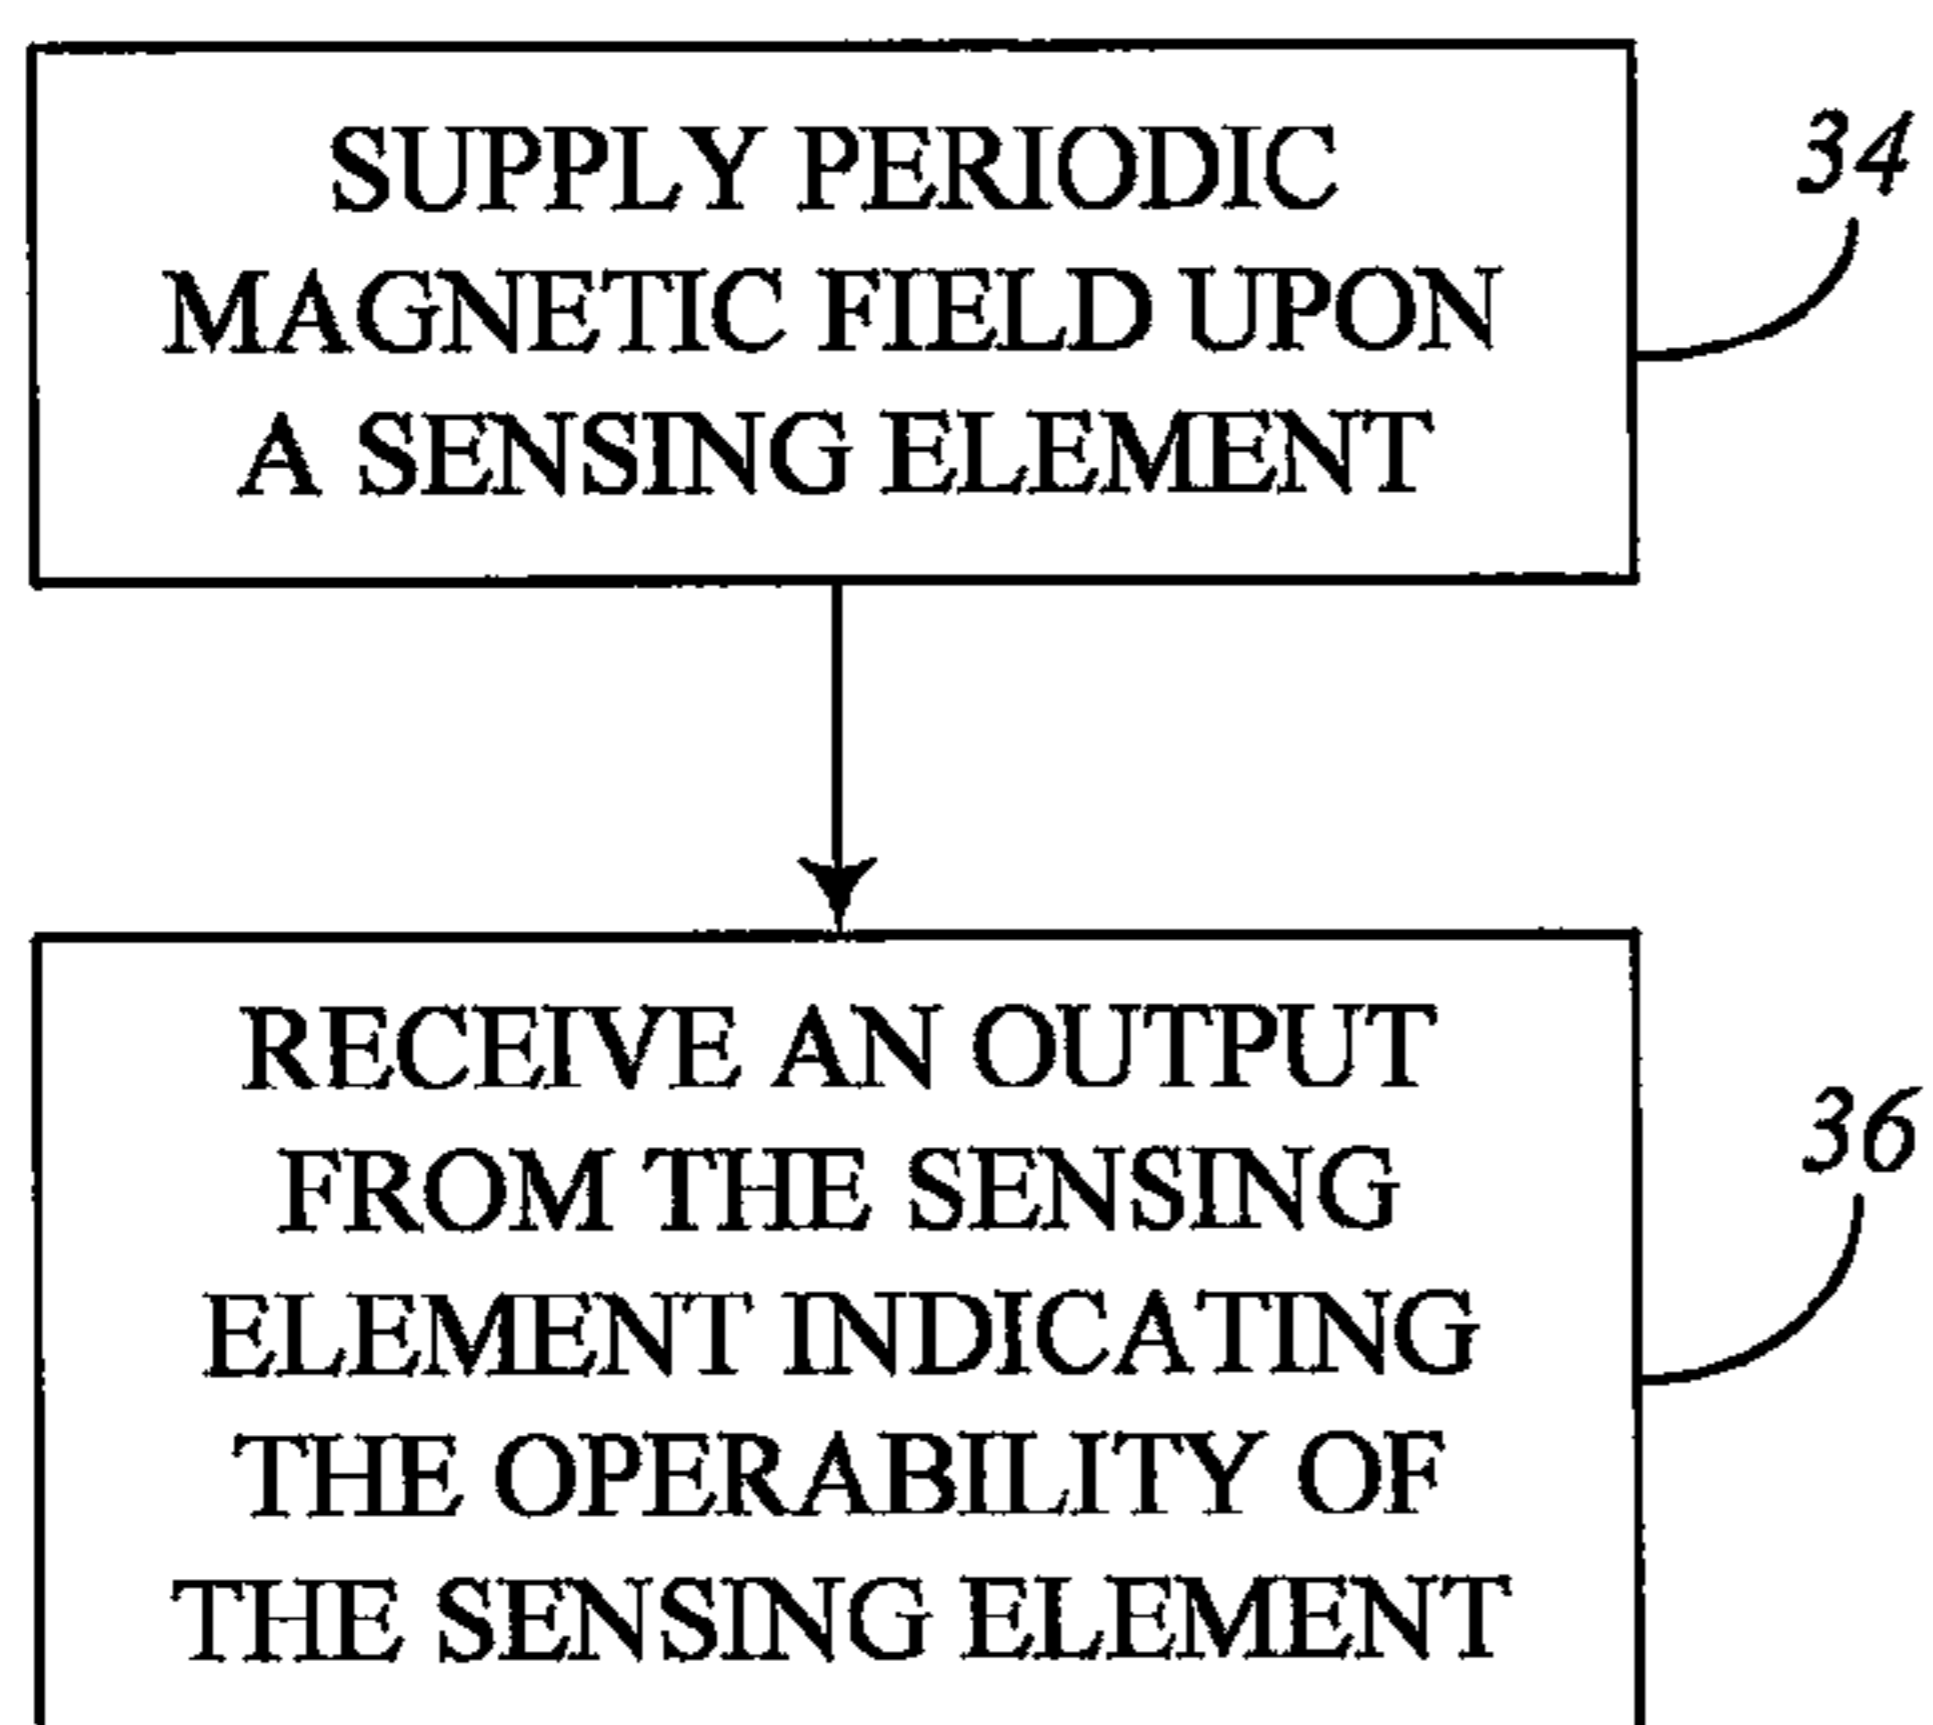 SUPPLY PERIODIC
MAGNETIC FIELD UPON
A SENSING ELEMENT
34
RECEIVE AN OUTPUT
FROM THE SENSING
ELEMENT INDICATING
THE OPERABILITY OF
THE SENSING ELEMENT
36